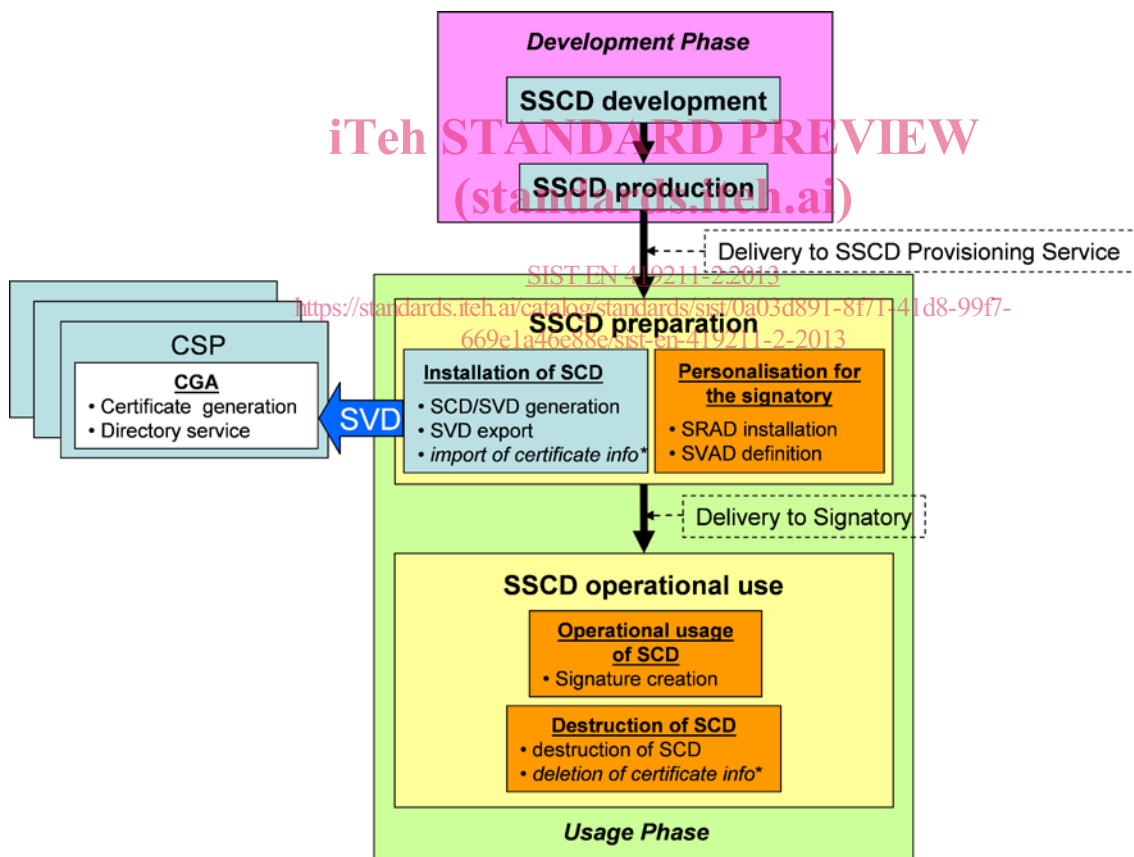 Development Phase
SSCD development
iTeh STANDARD PREVIEW
SSCD production
(standards.iteh.ai)
Delivery to SSCD Provisioning Service
SIST EN 419211-2:2013
https://standards.iteh.ai/catalog/standards/sist/0a03d891-8f71-41d8-99f7-
669e1a46e88e/sist-en-419211-2-2013
SSCD preparation
CSP
CGA
• Certificate generation
• Directory service
SVD
Installation of SCD
• SCD/SVD generation
• SVD export
• import of certificate info*
Personalisation for
the signatory
• SRAD installation
• SVAD definition
Delivery to Signatory
SSCD operational use
Operational usage
of SCD
• Signature creation
Destruction of SCD
• destruction of SCD
• deletion of certificate info*
Usage Phase